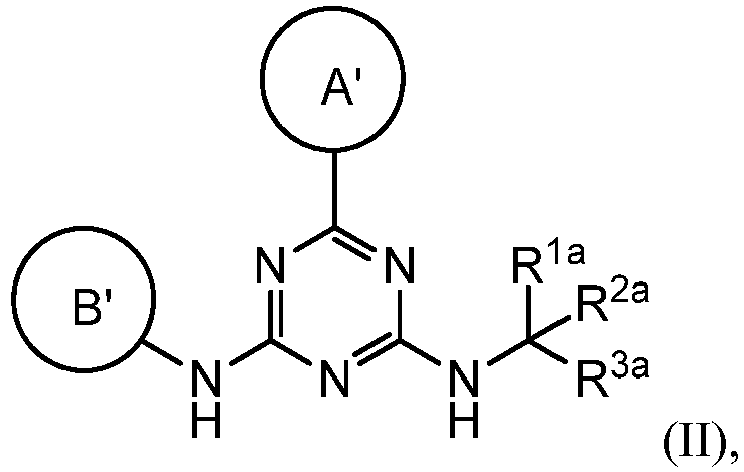 A'
N N R1a
B' R2a
N N N R3a
H H
(II),